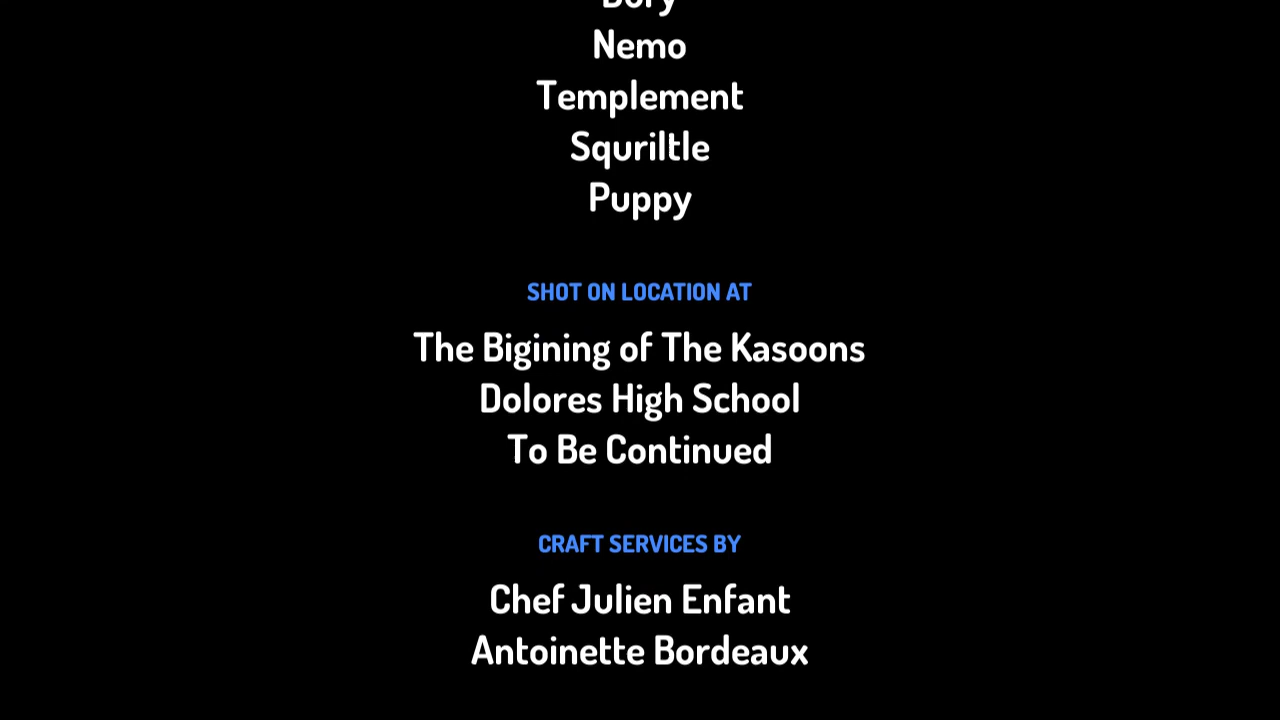 Dory
Nemo
Templement
Squriltle
Puppy
SHOT ON LOCATION AT
The Bigining of The Kasoons
Dolores High School
To Be Continued
CRAFT SERVICES BY
Chef Julien Enfant
Antoinette Bordeaux